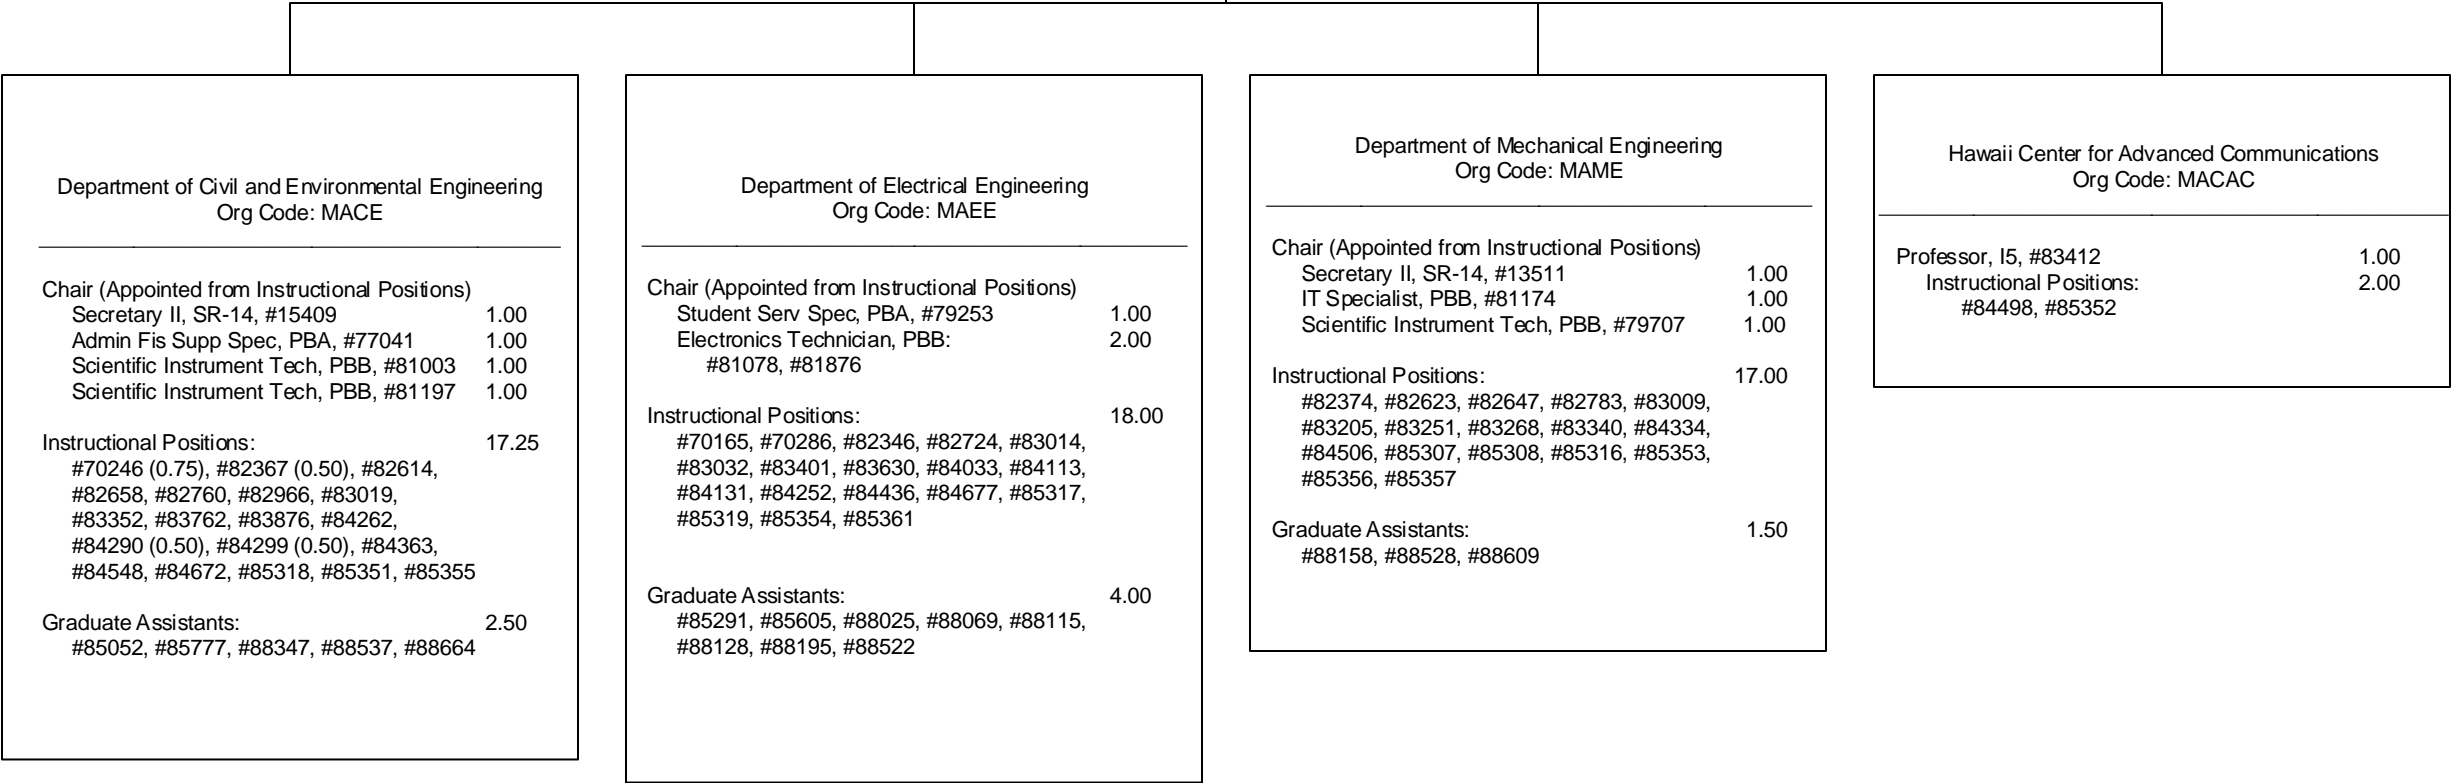 Department of Civil and Environmental Engineering
Org Code: MACE
Chair (Appointed from Instructional Positions)
Secretary II, SR-14, #15409 1.00
Admin Fis Supp Spec, PBA, #77041 1.00
Scientific Instrument Tech, PBB, #81003 1.00
Scientific Instrument Tech, PBB, #81197 1.00
Instructional Positions: 17.25
#70246 (0.75), #82367 (0.50), #82614,
#82658, #82760, #82966, #83019,
#83352, #83762, #83876, #84262,
#84290 (0.50), #84299 (0.50), #84363,
#84548, #84672, #85318, #85351, #85355
Graduate Assistants: 2.50
#85052, #85777, #88347, #88537, #88664
Department of Electrical Engineering
Org Code: MAEE
Chair (Appointed from Instructional Positions)
Student Serv Spec, PBA, #79253 1.00
Electronics Technician, PBB: 2.00
#81078, #81876
Instructional Positions: 18.00
#70165, #70286, #82346, #82724, #83014,
#83032, #83401, #83630, #84033, #84113,
#84131, #84252, #84436, #84677, #85317,
#85319, #85354, #85361
Graduate Assistants: 4.00
#85291, #85605, #88025, #88069, #88115,
#88128, #88195, #88522
Department of Mechanical Engineering
Org Code: MAME
Chair (Appointed from Instructional Positions)
Secretary II, SR-14, #13511 1.00
IT Specialist, PBB, #81174 1.00
Scientific Instrument Tech, PBB, #79707 1.00
Instructional Positions: 17.00
#82374, #82623, #82647, #82783, #83009,
#83205, #83251, #83268, #83340, #84334,
#84506, #85307, #85308, #85316, #85353,
#85356, #85357
Graduate Assistants: 1.50
#88158, #88528, #88609
Hawaii Center for Advanced Communications
Org Code: MACAC
Professor, I5, #83412 1.00
Instructional Positions: 2.00
#84498, #85352